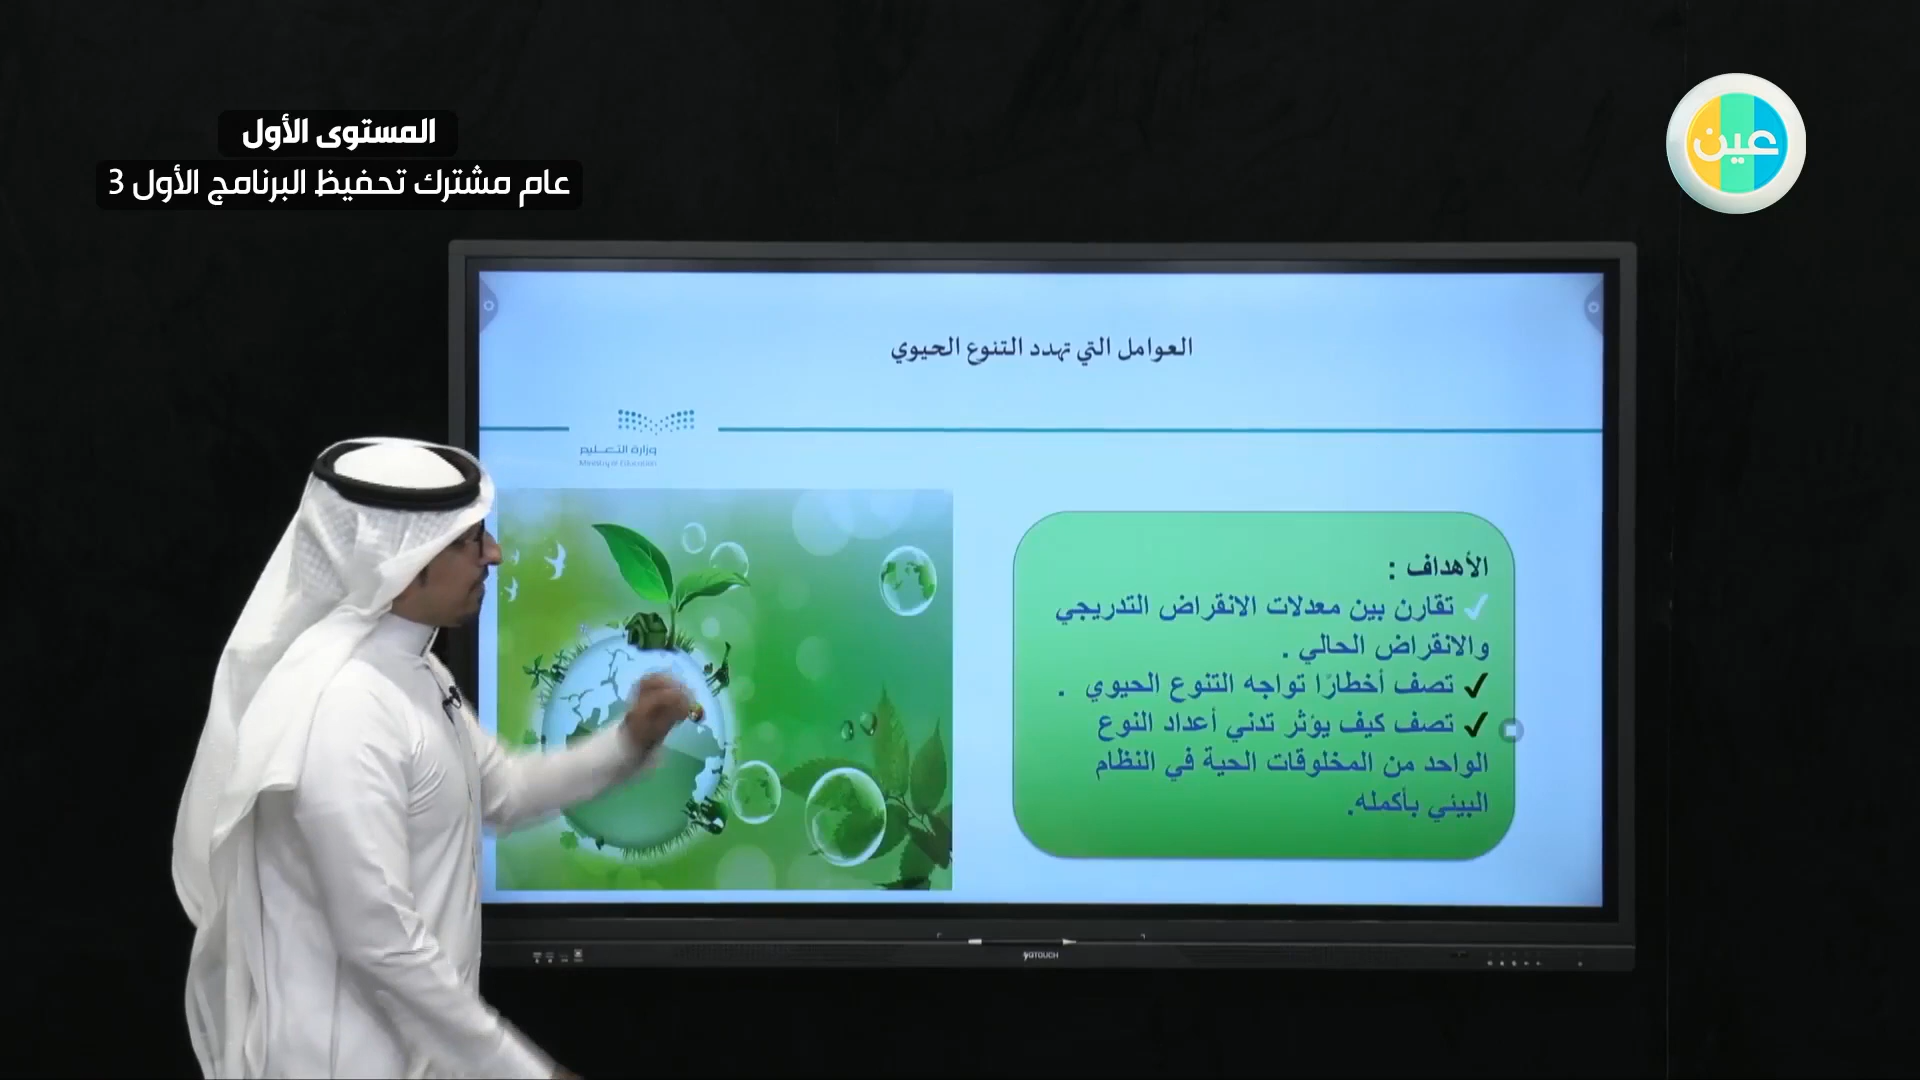 المستوى الأول
عام مشترك تحفيظ البرنامج الأول 3
عين
العوامل التي تهدد التنوع الحيوي
وزارة التعليم
Ministry of Education
الأهداف :
✓ تقارن بين معدلات الانقراض التدريجي
والانقراض الحالي .
✓ تصف أخطارًا تواجه التنوع الحيوي .
✓ تصف كيف يؤثر تدني أعداد النوع
الواحد من المخلوقات الحية في النظام
البيئي بأكمله.